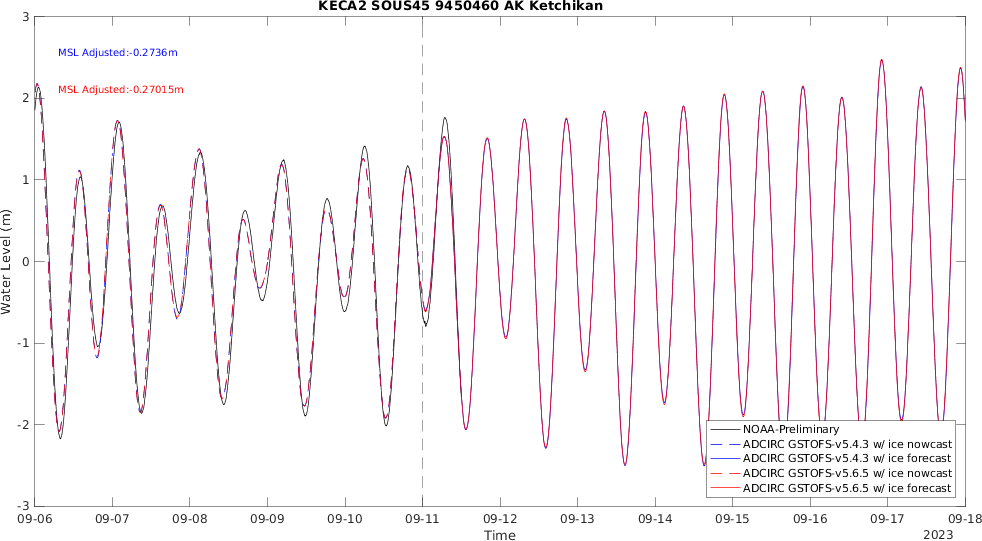 KECA2 SOUS45 9450460 AK Ketchikan
MSL Adjusted:-0.2736m
MSL Adjusted:-0.27015m
Water Level (m)
3
2
1
0
-1
-2
-3
NOAA-Preliminary
ADCIRC GSTOFS-v5.4.3 w/ ice nowcast
ADCIRC GSTOFS-v5.4.3 w/ ice forecast
ADCIRC GSTOFS-v5.6.5 w/ ice nowcast
ADCIRC GSTOFS-v5.6.5 w/ ice forecast
09-06 09-07 09-08 09-09 09-10 09-11 09-12 09-13 09-14 09-15 09-16 09-17 09-18
Time
2023